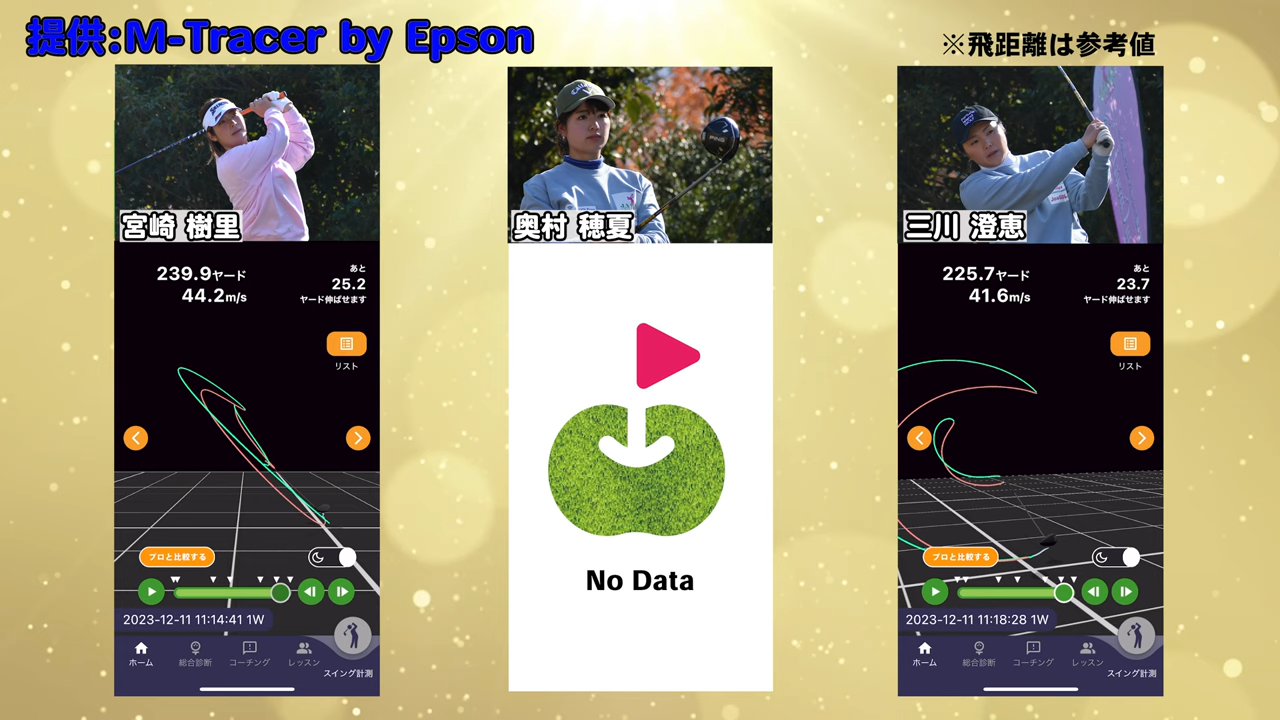 提供:M-Tracer by Epson
※飛距離は参考値
宮崎 樹里
239.9ヤード
44.2m/s
あと
25.2
ヤード伸ばせます
リスト
プロと比較する
2023-12-11 11:14:41 1W
ホーム
総合診断
コーチング
レッスン
スイング計測
PING
奥村 穂夏
No Data
三川 澄恵
225.7ヤード
41.6m/s
あと
23.7
ヤード伸ばせます
リスト
プロと比較する
2023-12-11 11:18:28 1W
ホーム
総合診断
コーチング
レッスン
スイング計測